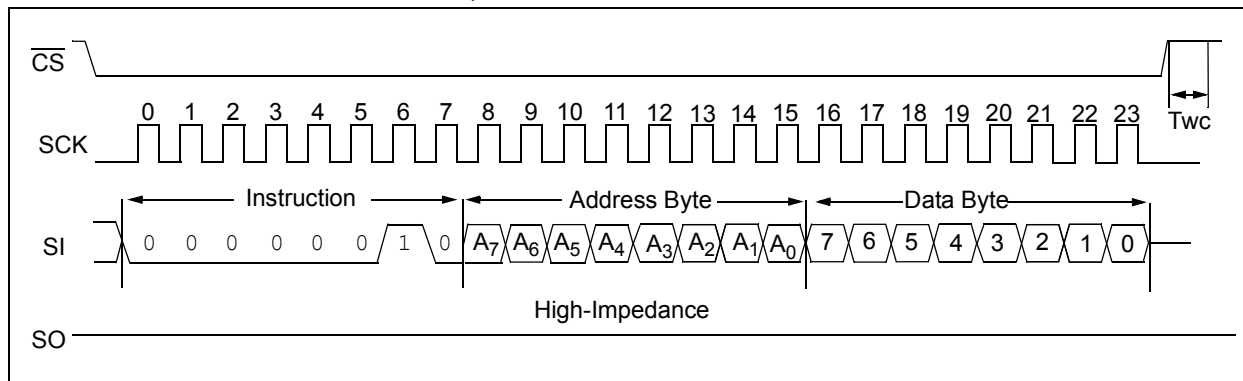 CS
0 1 2 3 4 5 6 7 8 9 10 11 12 13 14 15 16 17 18 19 20 21 22 23
Twc
SCK
Instruction Address Byte Data Byte
SI 0 0 0 0 0 0 1 0 A7 A6 A5 A4 A3 A2 A1 A0 7 6 5 4 3 2 1 0
High-Impedance
SO